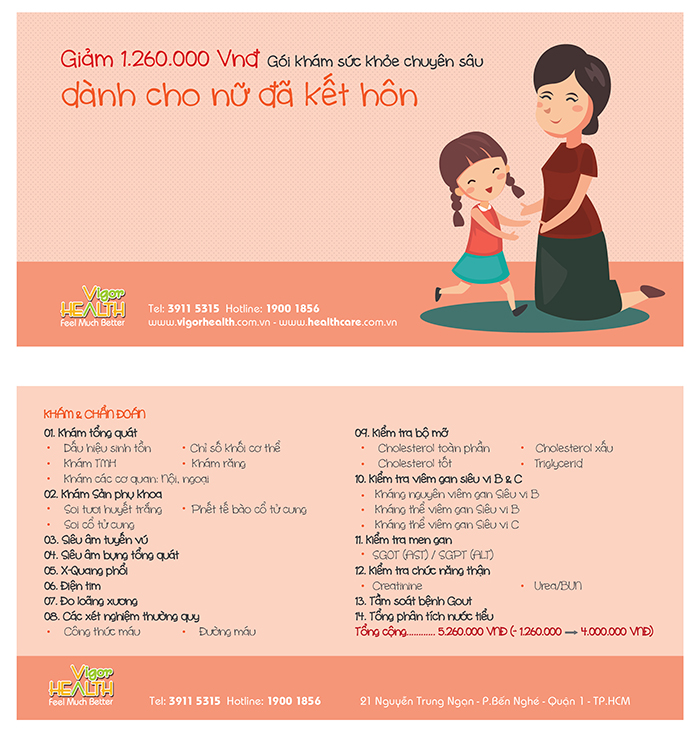 Giảm 1.260.000 Vnđ Gói khám sức khỏe chuyên sâu
dành cho nữ đã kết hôn
Vigor
HEALTH
Feel Much Better
Tel: 3911 5315 Hotline: 1900 1856
www.vigorhealth.com.vn - www.healthcare.com.vn
KHÁM & CHẨN ĐOÁN
01. Khám tổng quát
• Dấu hiệu sinh tồn • Chỉ số khối cơ thể
• Khám TMH • Khám răng
• Khám các cơ quan: Nội, ngoại
02. Khám Sản phụ khoa
• Soi tươi huyết trắng • Phết tế bào cổ tử cung
• Soi cổ tử cung
03. Siêu âm tuyến vú
04. Siêu âm bụng tổng quát
05. X-Quang phổi
06. Điện tim
07. Đo loãng xương
08. Các xét nghiệm thường quy
• Công thức máu • Đường máu
09. Kiểm tra bộ mỡ
• Cholesterol toàn phần • Cholesterol xấu
• Cholesterol tốt • Triglycerid
10. Kiểm tra viêm gan siêu vi B & C
• Kháng nguyên viêm gan Siêu vi B
• Kháng thể viêm gan Siêu vi B
• Kháng thể viêm gan Siêu vi C
11. Kiểm tra men gan
• SGOT (AST) / SGPT (ALT)
12. Kiểm tra chức năng thận
• Creatinine • Urea/BUN
13. Tầm soát bệnh Gout
14. Tổng phân tích nước tiểu
Tổng cộng............ 5.260.000 VNĐ (- 1.260.000 → 4.000.000 VNĐ)
Vigor
HEALTH
Feel Much Better
Tel: 3911 5315 Hotline: 1900 1856
21 Nguyễn Trung Ngạn - P.Bến Nghé - Quận 1 - TP.HCM